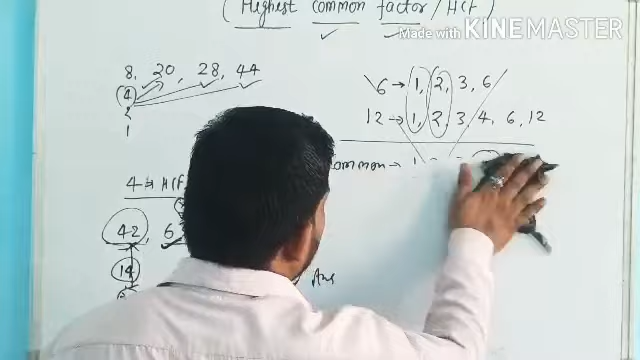 ( Highest common factor / HCF )
Made with KINEMASTER
8, 20, 28, 44
4
2
1
4 → HCF
42, 6
14
Ans
6 → 1, 2, 3, 6
12 → 1, 2, 3, 4, 6, 12
ommon → 1